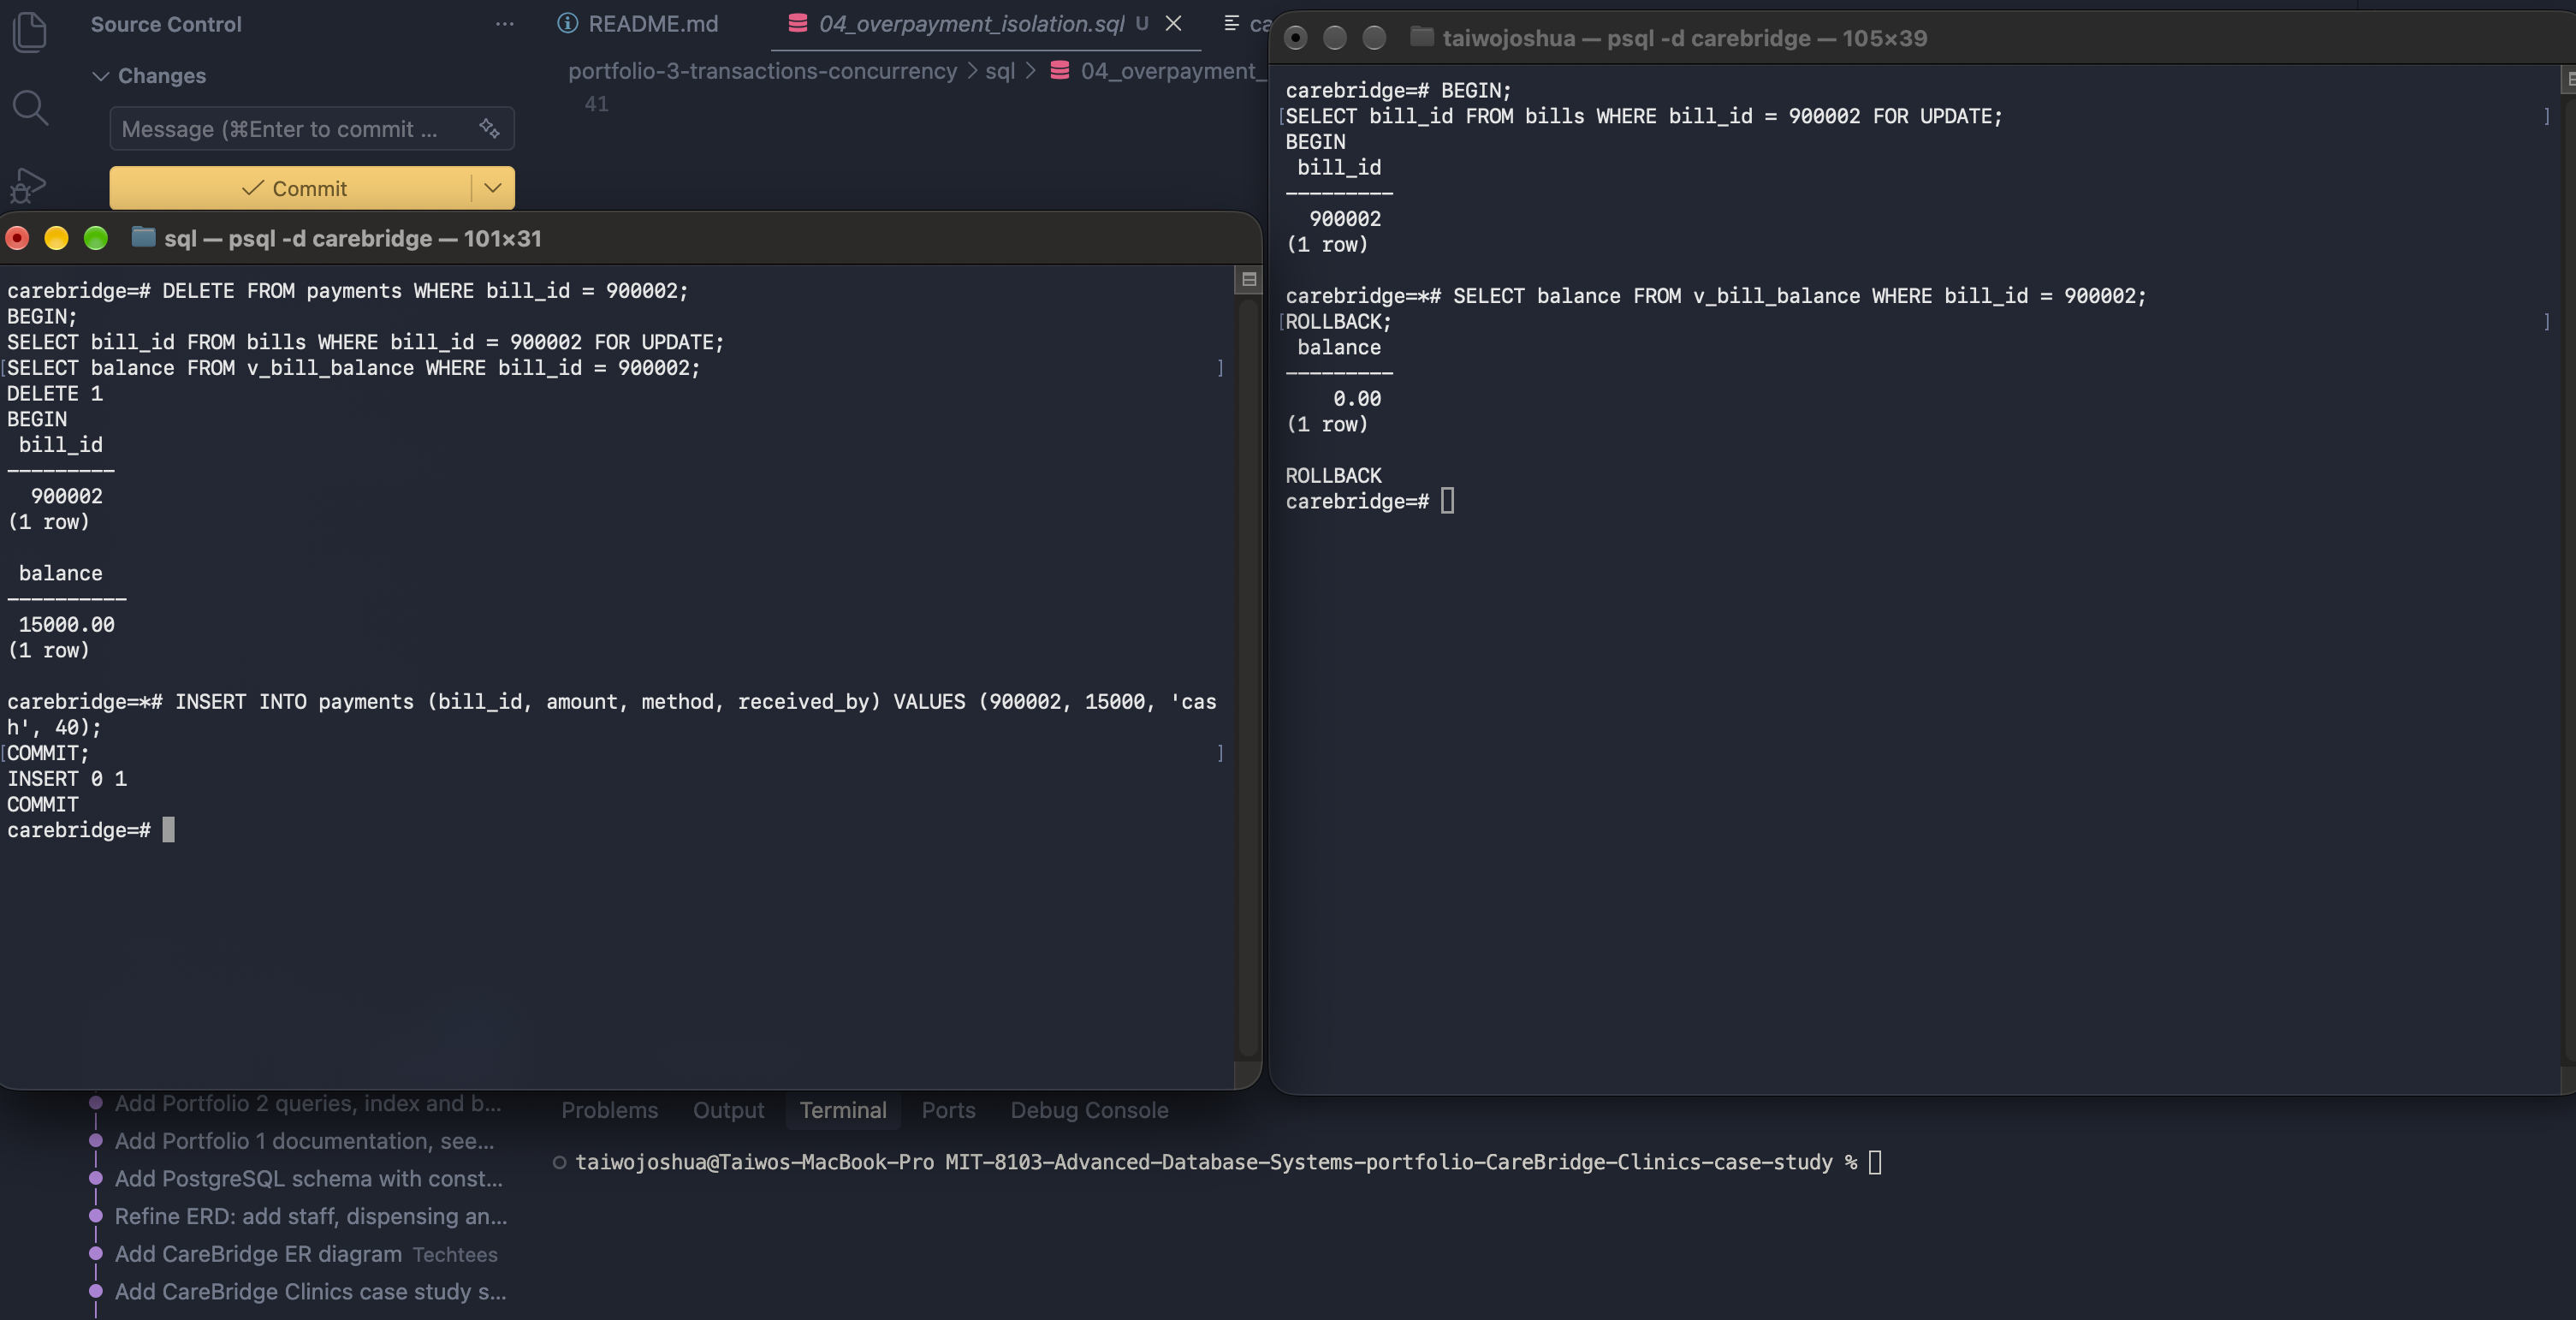 Source Control
···
README.md
04_overpayment_isolation.sql U
ca
Changes
portfolio-3-transactions-concurrency > sql > 04_overpayment_
41
Message (⌘Enter to commit ...
Commit
sql — psql -d carebridge — 101×31
carebridge=# DELETE FROM payments WHERE bill_id = 900002;
BEGIN;
SELECT bill_id FROM bills WHERE bill_id = 900002 FOR UPDATE;
[SELECT balance FROM v_bill_balance WHERE bill_id = 900002; ]
DELETE 1
BEGIN
bill_id
---------
900002
(1 row)
balance
----------
15000.00
(1 row)
carebridge=*# INSERT INTO payments (bill_id, amount, method, received_by) VALUES (900002, 15000, 'cas
h', 40);
[COMMIT; ]
INSERT 0 1
COMMIT
carebridge=#
taiwojoshua — psql -d carebridge — 105×39
carebridge=# BEGIN;
[SELECT bill_id FROM bills WHERE bill_id = 900002 FOR UPDATE; ]
BEGIN
bill_id
---------
900002
(1 row)
carebridge=*# SELECT balance FROM v_bill_balance WHERE bill_id = 900002;
[ROLLBACK; ]
balance
---------
0.00
(1 row)
ROLLBACK
carebridge=#
Add Portfolio 2 queries, index and b...
Add Portfolio 1 documentation, see...
Add PostgreSQL schema with const...
Refine ERD: add staff, dispensing an...
Add CareBridge ER diagram Techtees
Add CareBridge Clinics case study s...
Problems Output Terminal Ports Debug Console
taiwojoshua@Taiwos-MacBook-Pro MIT-8103-Advanced-Database-Systems-portfolio-CareBridge-Clinics-case-study %